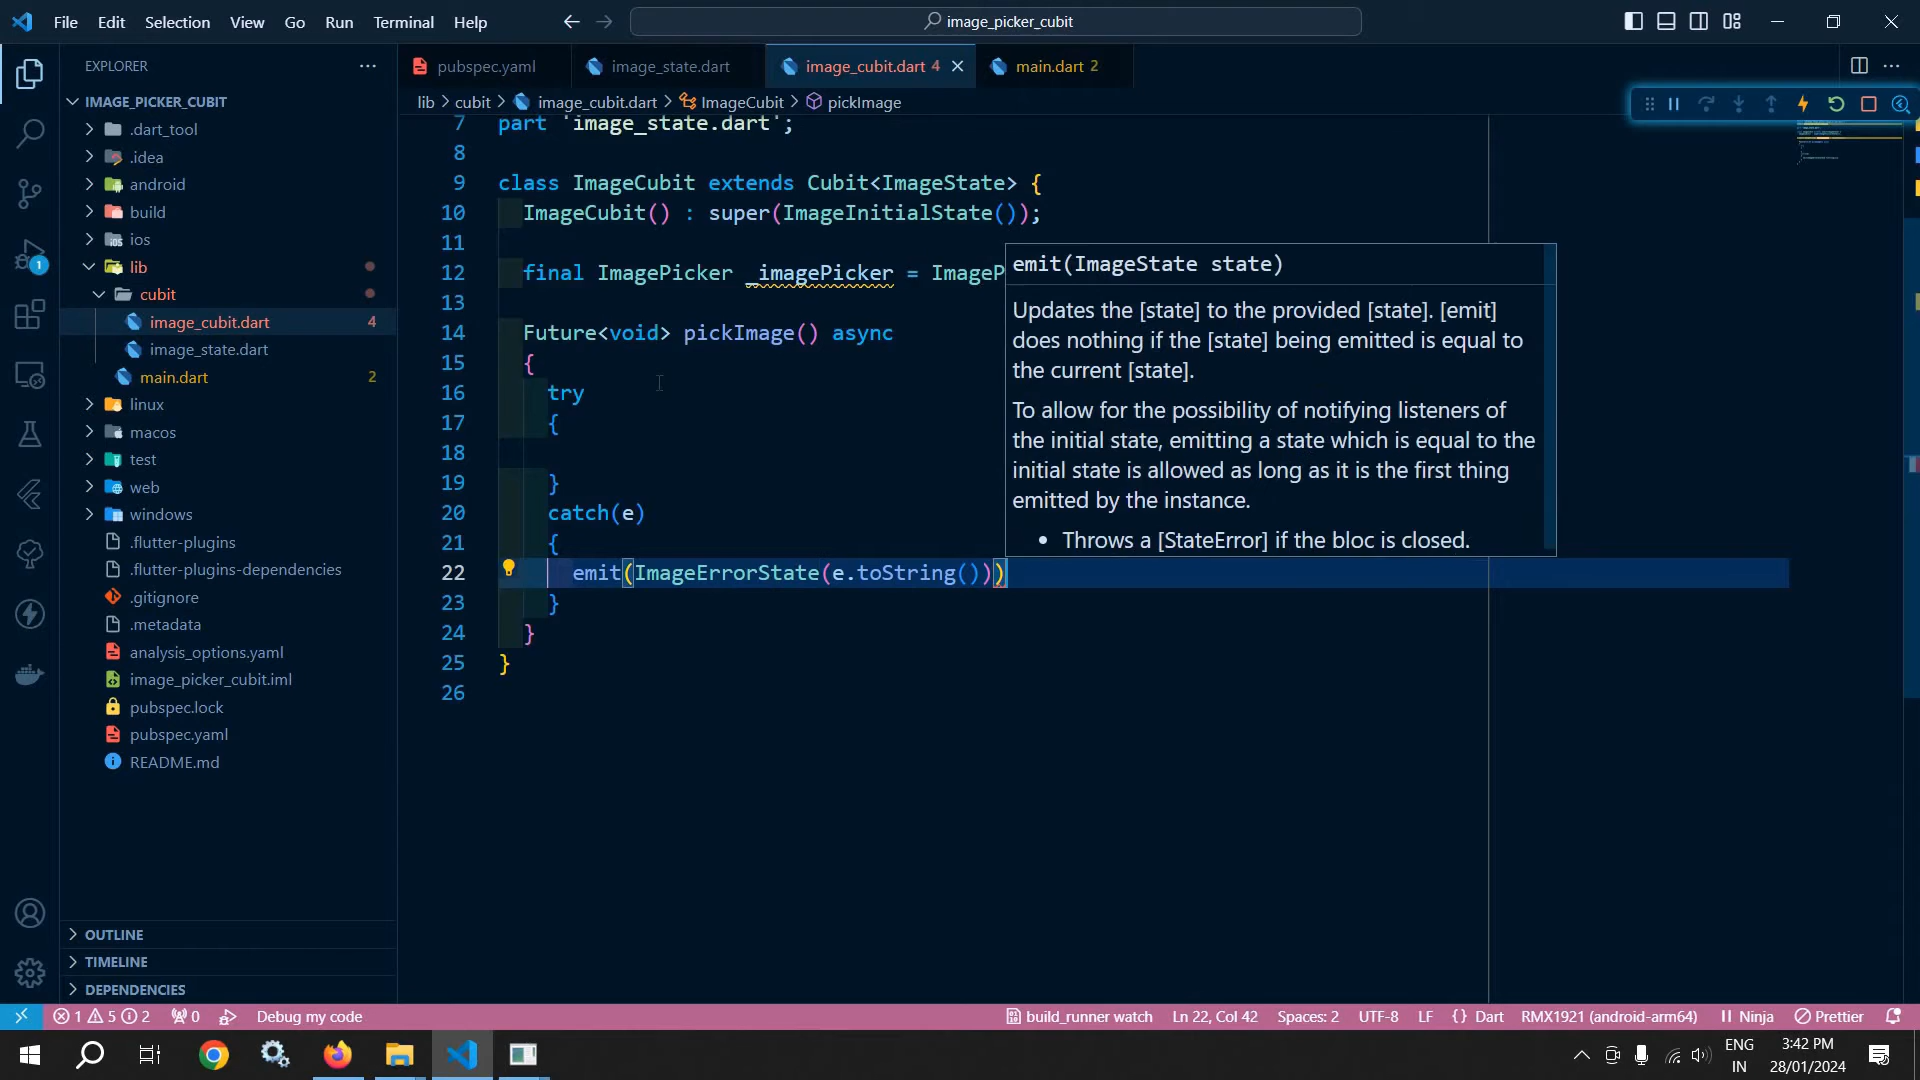 File Edit Selection View Go Run Terminal Help
image_picker_cubit
EXPLORER
IMAGE_PICKER_CUBIT
.dart_tool
.idea
android
build
ios
lib
cubit
image_cubit.dart 4
image_state.dart
main.dart 2
linux
macos
test
web
windows
.flutter-plugins
.flutter-plugins-dependencies
.gitignore
.metadata
analysis_options.yaml
image_picker_cubit.iml
pubspec.lock
pubspec.yaml
README.md
OUTLINE
TIMELINE
DEPENDENCIES
1
pubspec.yaml image_state.dart image_cubit.dart 4 main.dart 2
lib > cubit > image_cubit.dart > ImageCubit > pickImage
7 part 'image_state.dart';
8
9 class ImageCubit extends Cubit<ImageState> {
10 ImageCubit() : super(ImageInitialState());
11
12 final ImagePicker _imagePicker = ImageP
13
14 Future<void> pickImage() async
15 {
16 try
17 {
18
19 }
20 catch(e)
21 {
22 emit(ImageErrorState(e.toString()))
23 }
24 }
25 }
26
emit(ImageState state)
Updates the [state] to the provided [state]. [emit]
does nothing if the [state] being emitted is equal to
the current [state].
To allow for the possibility of notifying listeners of
the initial state, emitting a state which is equal to the
initial state is allowed as long as it is the first thing
emitted by the instance.
• Throws a [StateError] if the bloc is closed.
1 5 2 0 Debug my code build_runner watch Ln 22, Col 42 Spaces: 2 UTF-8 LF {} Dart RMX1921 (android-arm64) Ninja Prettier
ENG
IN
3:42 PM
28/01/2024